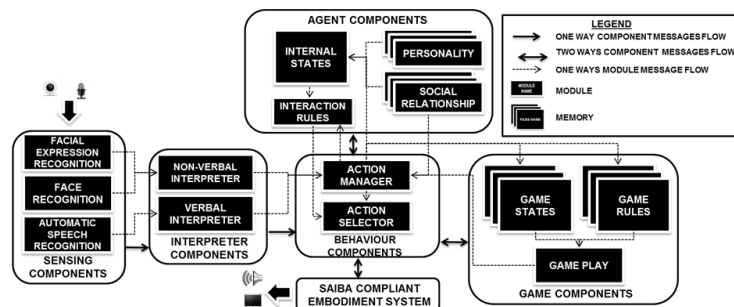 AGENT COMPONENTS
INTERNAL
STATES
PERSONALITY
SOCIAL
RELATIONSHIP
INTERACTION
RULES
LEGEND
ONE WAY COMPONENT MESSAGES FLOW
TWO WAYS COMPONENT MESSAGES FLOW
ONE WAYS MODULE MESSAGE FLOW
MODULE
NAME
MODULE
FILES NAME
MEMORY
FACIAL
EXPRESSION
RECOGNITION
FACE
RECOGNITION
AUTOMATIC
SPEECH
RECOGNITION
SENSING
COMPONENTS
NON-VERBAL
INTERPRETER
VERBAL
INTERPRETER
INTERPRETER
COMPONENTS
ACTION
MANAGER
ACTION
SELECTOR
BEHAVIOUR
COMPONENTS
GAME
STATES
GAME
RULES
GAME PLAY
GAME COMPONENTS
SAIBA COMPLIANT
EMBODIMENT SYSTEM